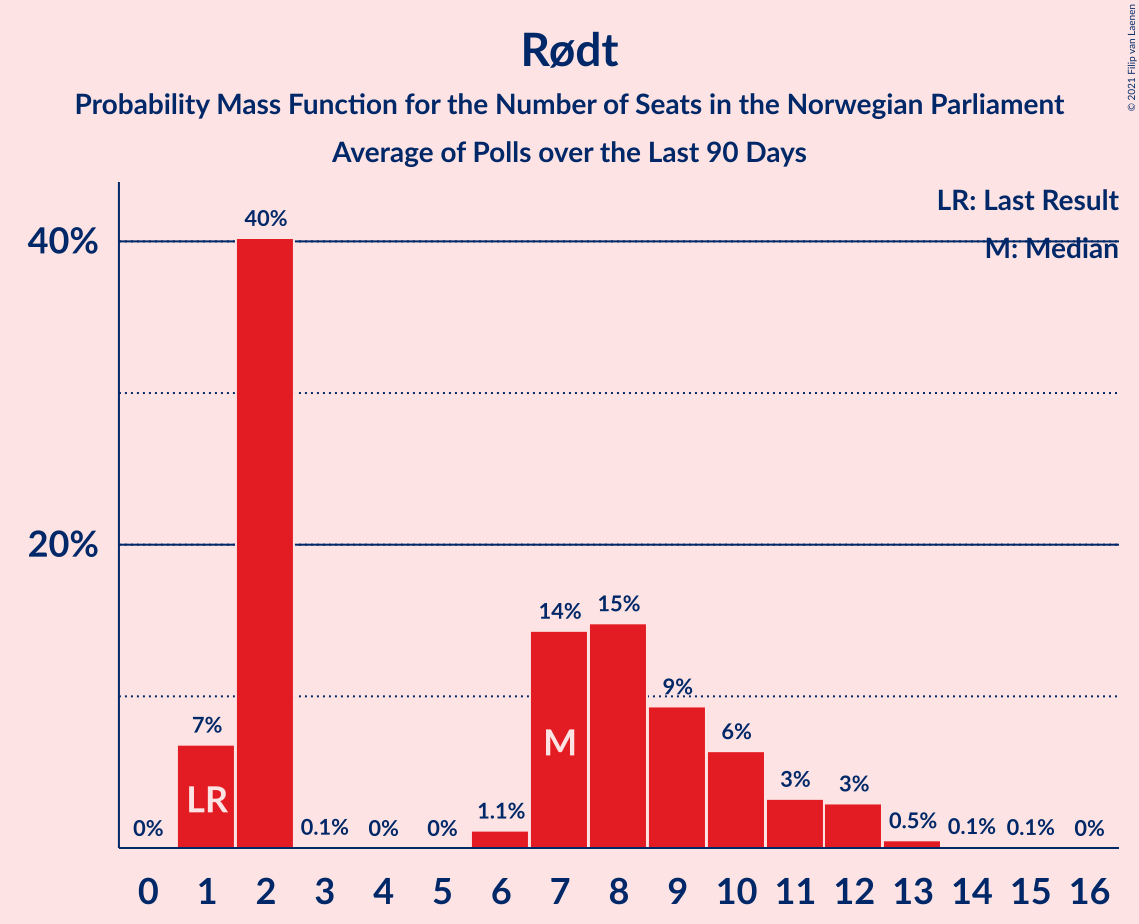 Rødt
Probability Mass Function for the Number of Seats in the Norwegian Parliament
Average of Polls over the Last 90 Days
© 2021 Filip van Laenen
LR: Last Result
M: Median
40%
20%
0%
7%
40%
0.1%
0%
0%
1.1%
14%
15%
9%
6%
3%
3%
0.5%
0.1%
0.1%
0%
LR
M
0 1 2 3 4 5 6 7 8 9 10 11 12 13 14 15 16